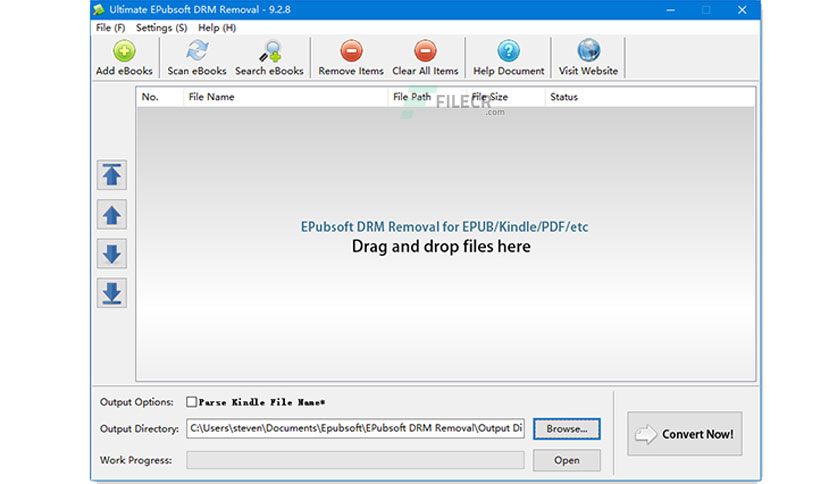 Ultimate EPubsoft DRM Removal - 9.2.8
File (F) Settings (S) Help (H)
Add eBooks Scan eBooks Search eBooks Remove Items Clear All Items Help Document Visit Website
No. File Name File Path File Size Status
FILECR
.com
EPubsoft DRM Removal for EPUB/Kindle/PDF/etc
Drag and drop files here
Output Options: Parse Kindle File Name*
Output Directory: C:\Users\steven\Documents\Epubsoft\EPubsoft DRM Removal\Output Di Browse...
Convert Now!
Work Progress: Open